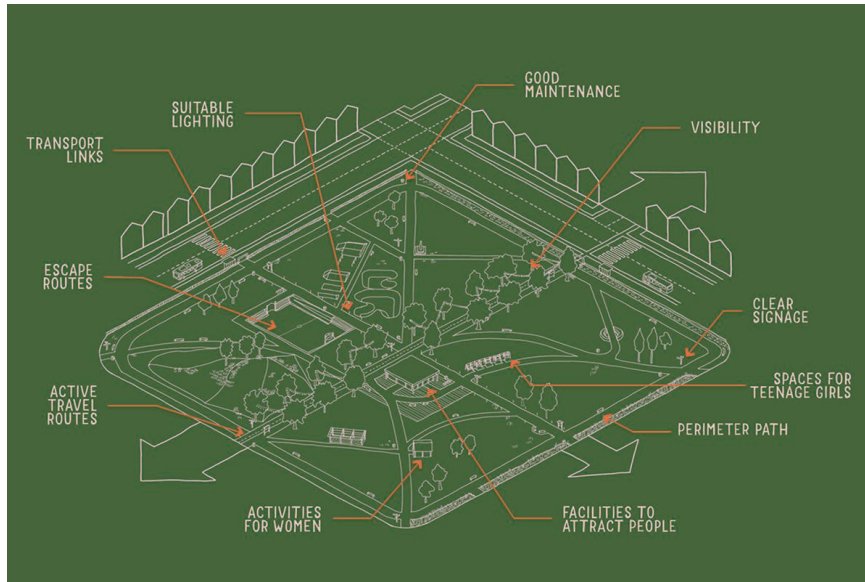 GOOD
MAINTENANCE
SUITABLE
LIGHTING
VISIBILITY
TRANSPORT
LINKS
ESCAPE
ROUTES
CLEAR
SIGNAGE
SPACES FOR
TEENAGE GIRLS
ACTIVE
TRAVEL
ROUTES
PERIMETER PATH
ACTIVITIES
FOR WOMEN
FACILITIES TO
ATTRACT PEOPLE